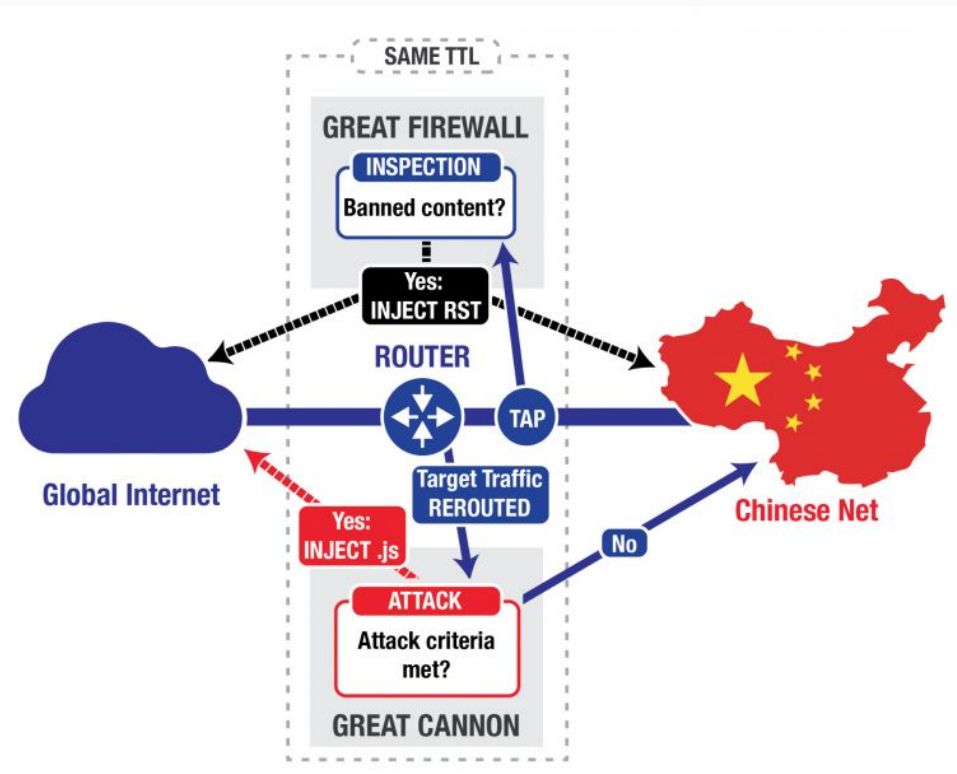 SAME TTL
GREAT FIREWALL
INSPECTION
Banned content?
Yes:
INJECT RST
ROUTER
TAP
Global Internet
Target Traffic
REROUTED
Chinese Net
Yes:
INJECT .js
No
ATTACK
Attack criteria
met?
GREAT CANNON